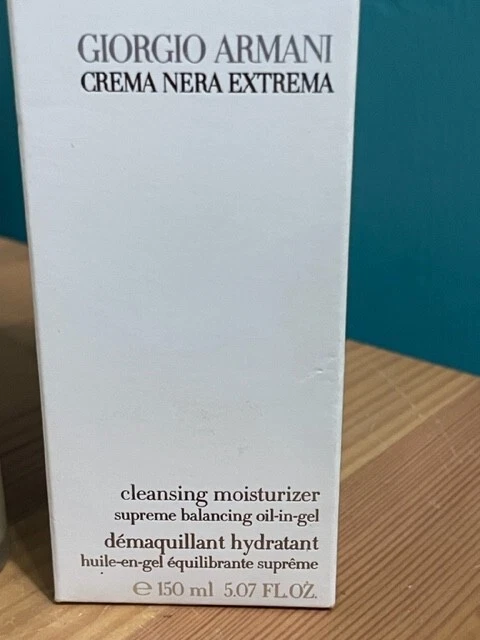 GIORGIO ARMANI
CREMA NERA EXTREMA
cleansing moisturizer
supreme balancing oil-in-gel
démaquillant hydratant
huile-en-gel équilibrante suprême
℮ 150 ml 5.07 FL.OZ.